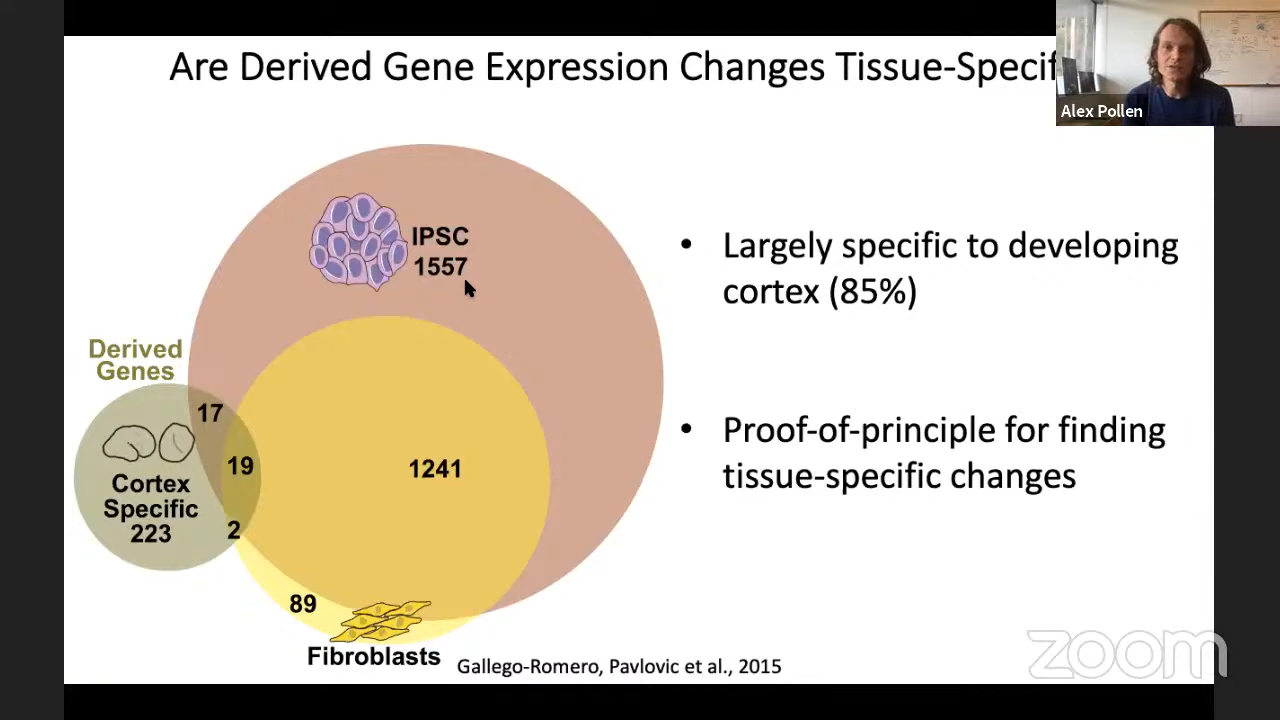 Are Derived Gene Expression Changes Tissue-Specif
Alex Pollen
IPSC
1557
Derived
Genes
17
19
2
Cortex
Specific
223
1241
89
Fibroblasts
Gallego-Romero, Pavlovic et al., 2015
• Largely specific to developing
cortex (85%)
• Proof-of-principle for finding
tissue-specific changes
zoom